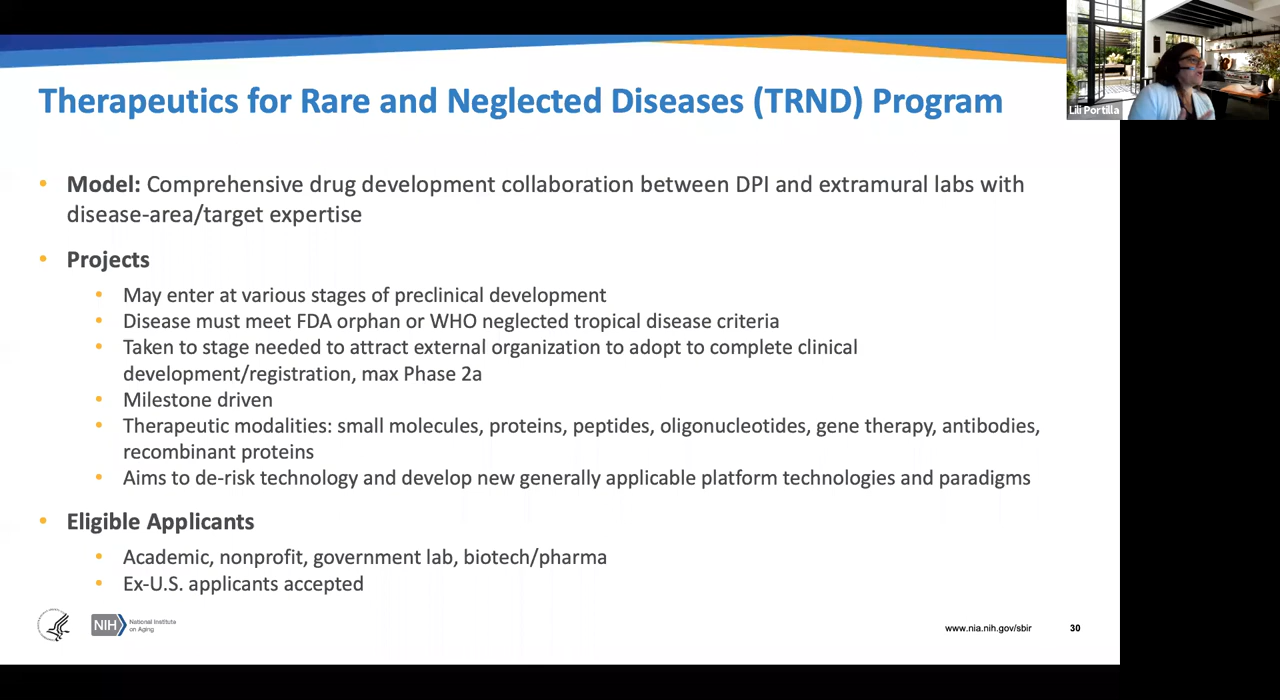 Therapeutics for Rare and Neglected Diseases (TRND) Program
Lili Portilla
• Model: Comprehensive drug development collaboration between DPI and extramural labs with
disease-area/target expertise
• Projects
• May enter at various stages of preclinical development
• Disease must meet FDA orphan or WHO neglected tropical disease criteria
• Taken to stage needed to attract external organization to adopt to complete clinical
development/registration, max Phase 2a
• Milestone driven
• Therapeutic modalities: small molecules, proteins, peptides, oligonucleotides, gene therapy, antibodies,
recombinant proteins
• Aims to de-risk technology and develop new generally applicable platform technologies and paradigms
• Eligible Applicants
• Academic, nonprofit, government lab, biotech/pharma
• Ex-U.S. applicants accepted
NIH National Institute
on Aging
www.nia.nih.gov/sbir 30